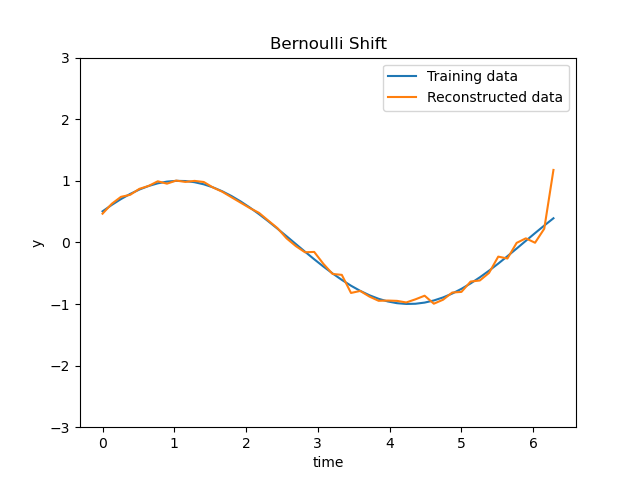 Bernoulli Shift
Training data
Reconstructed data
3
2
1
0
−1
−2
−3
y
0 1 2 3 4 5 6
time